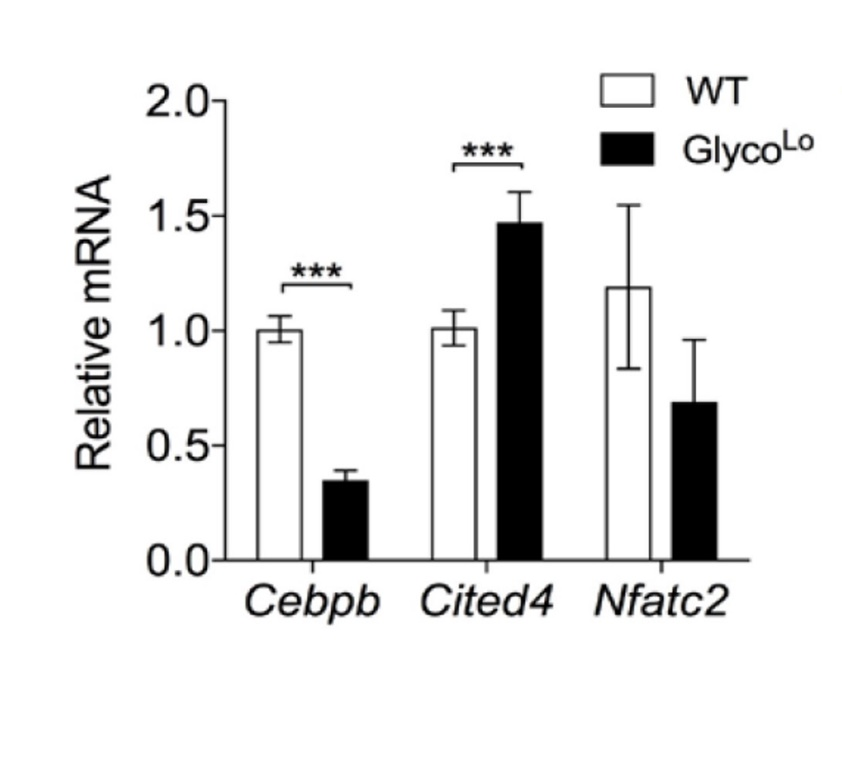 2.0
WT
GlycoLo
***
***
1.5
1.0
0.5
0.0
Relative mRNA
Cebpb Cited4 Nfatc2